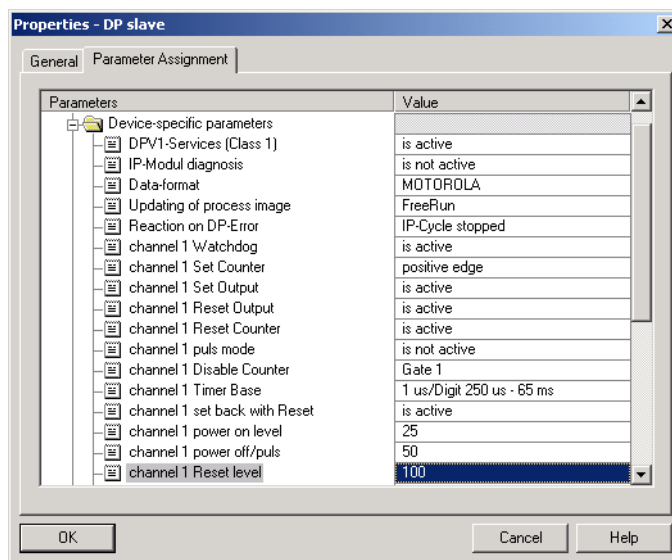 Properties - DP slave
General Parameter Assignment
Parameters Value
Device-specific parameters
DPV1-Services (Class 1) is active
IP-Modul diagnosis is not active
Data-format MOTOROLA
Updating of process image FreeRun
Reaction on DP-Error IP-Cycle stopped
channel 1 Watchdog is active
channel 1 Set Counter positive edge
channel 1 Set Output is active
channel 1 Reset Output is active
channel 1 Reset Counter is active
channel 1 puls mode is not active
channel 1 Disable Counter Gate 1
channel 1 Timer Base 1 us/Digit 250 us - 65 ms
channel 1 set back with Reset is active
channel 1 power on level 25
channel 1 power off/puls 50
channel 1 Reset level 100
OK Cancel Help